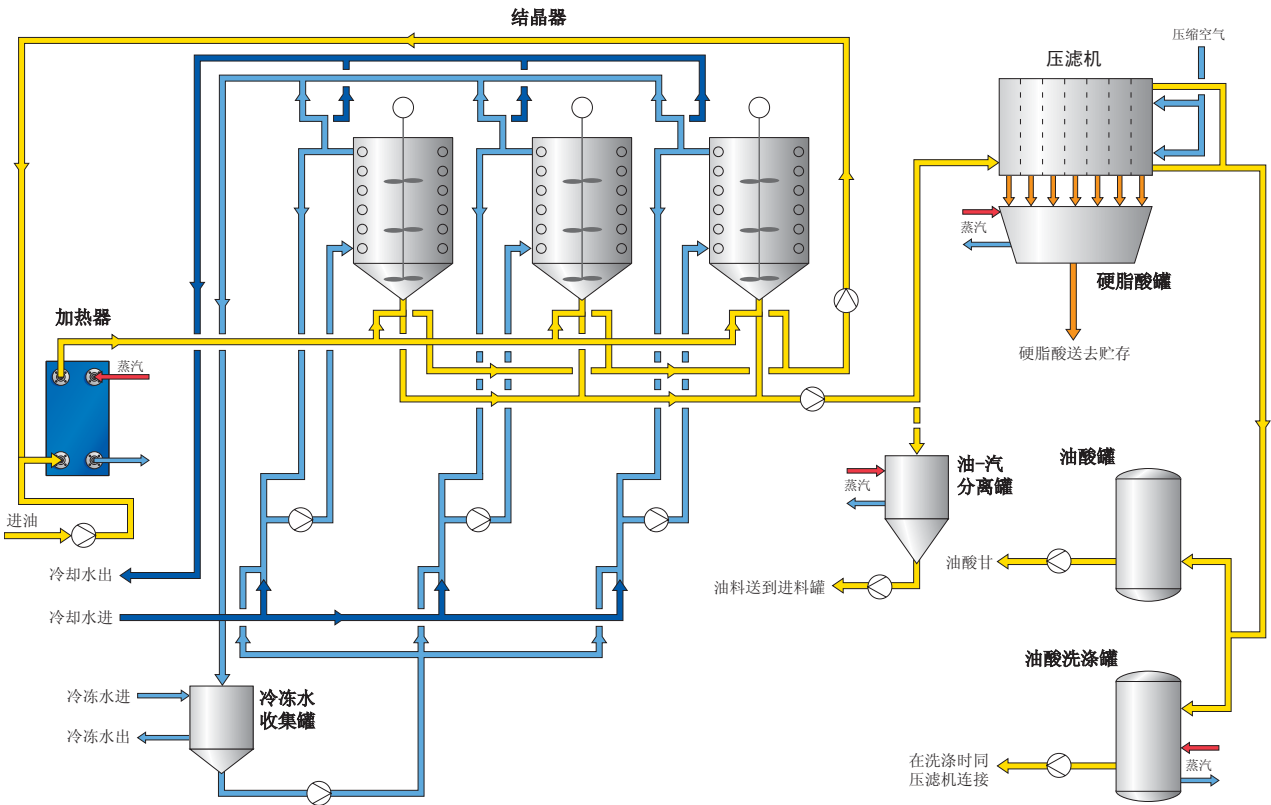 结晶器
压缩空气
压滤机
蒸汽
硬脂酸罐
硬脂酸送去贮存
加热器
蒸汽
进油
冷却水出
冷却水进
油-汽
分离罐
蒸汽
油料送到进料罐
油酸罐
油酸甘
油酸洗涤罐
蒸汽
在洗涤时同
压滤机连接
冷冻水进
冷冻水出
冷冻水
收集罐